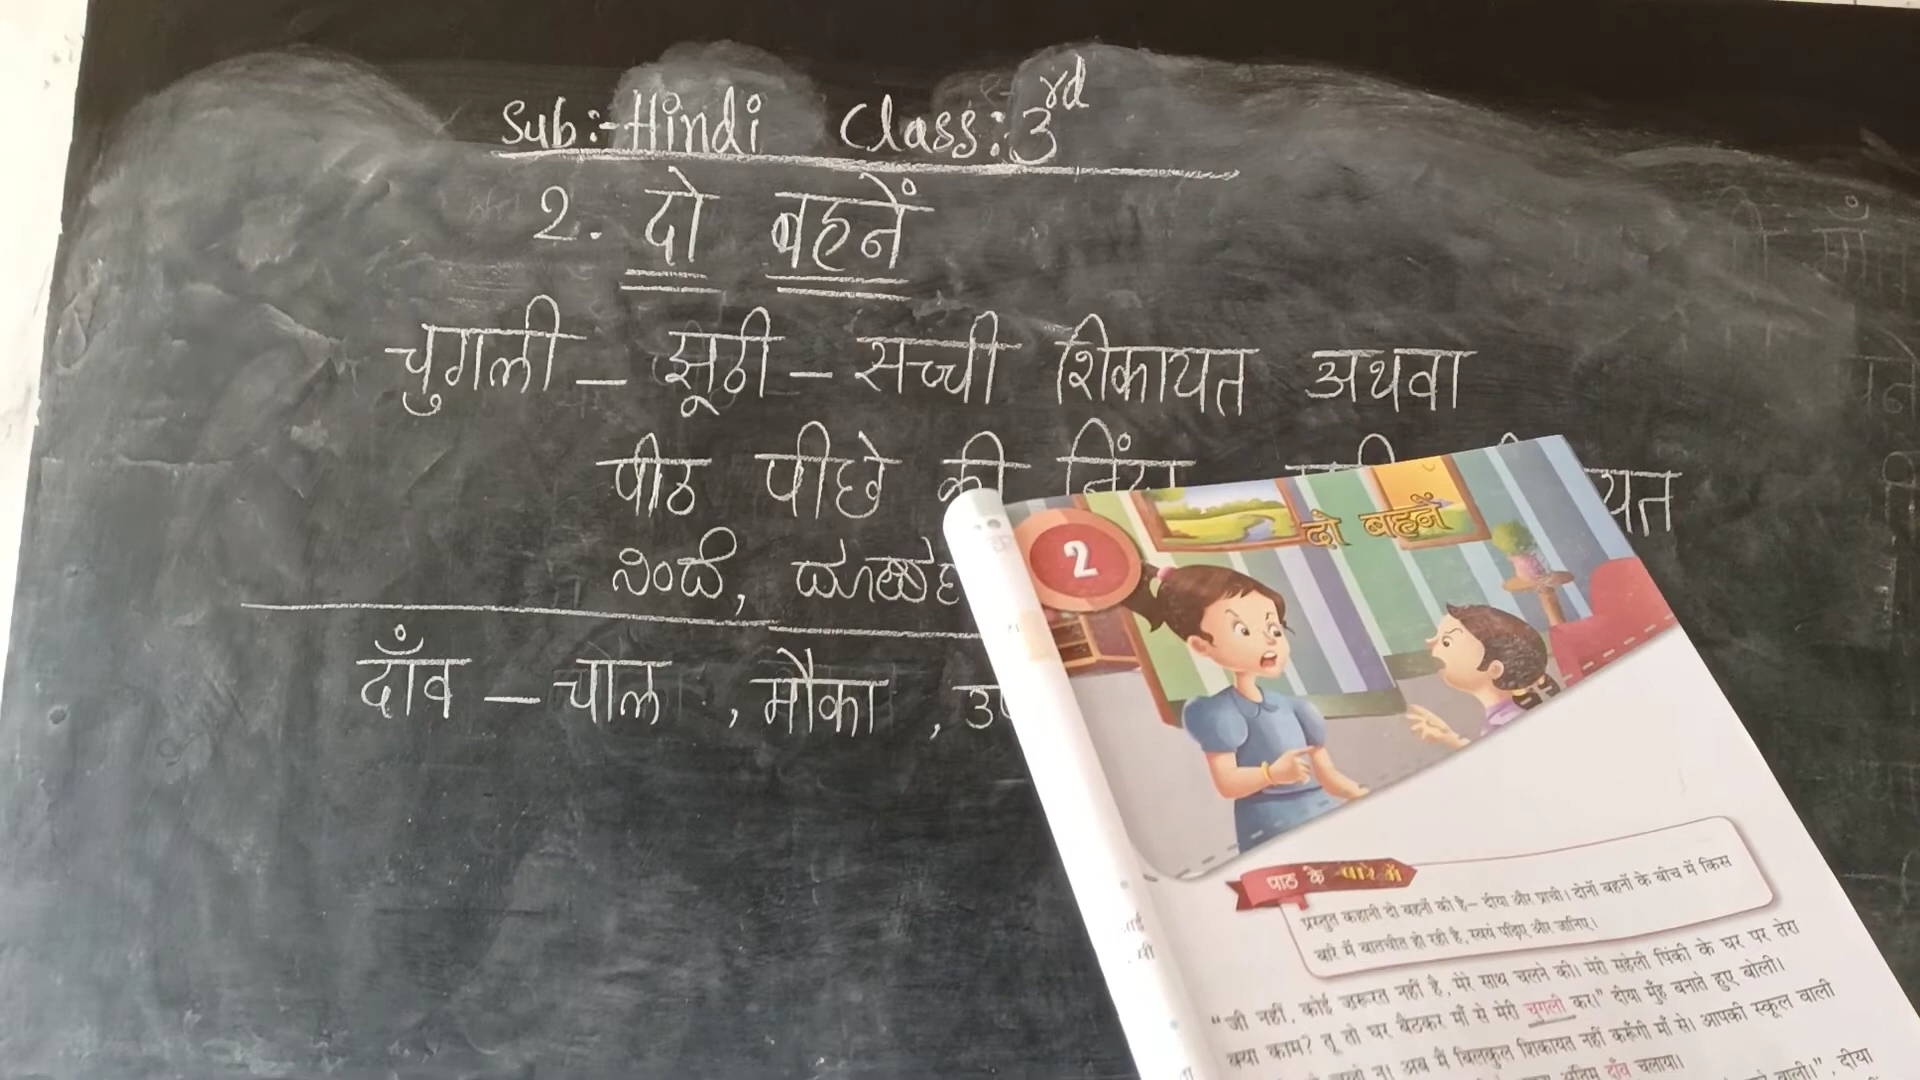 Sub:- Hindi Class: 3rd
2. दो बहनें
चुगली – झूठी – सच्ची शिकायत अथवा
पीठ पीछे की निंदा
ನಿಂದೆ,
दाँव – चाल , मौका ,
2
दो बहनें
पाठ के बारे में
प्रस्तुत कहानी दो बहनों की है– दीया और प्राची। दोनों बहनों के बीच में किस
बारे में बातचीत हो रही है, स्वयं पढ़िए और जानिए।
"जी नहीं, कोई ज़रूरत नहीं है, मेरे साथ चलने की। मेरी सहेली पिंकी के घर पर तेरा
क्या काम? तू तो घर बैठकर माँ से मेरी चुगली कर।" दीया मुँह बनाते हुए बोली।
न। अब मैं बिलकुल शिकायत नहीं करूँगी माँ से। आपकी स्कूल वाली
अंतिम दाँव चलाया।
वाली।", दीया